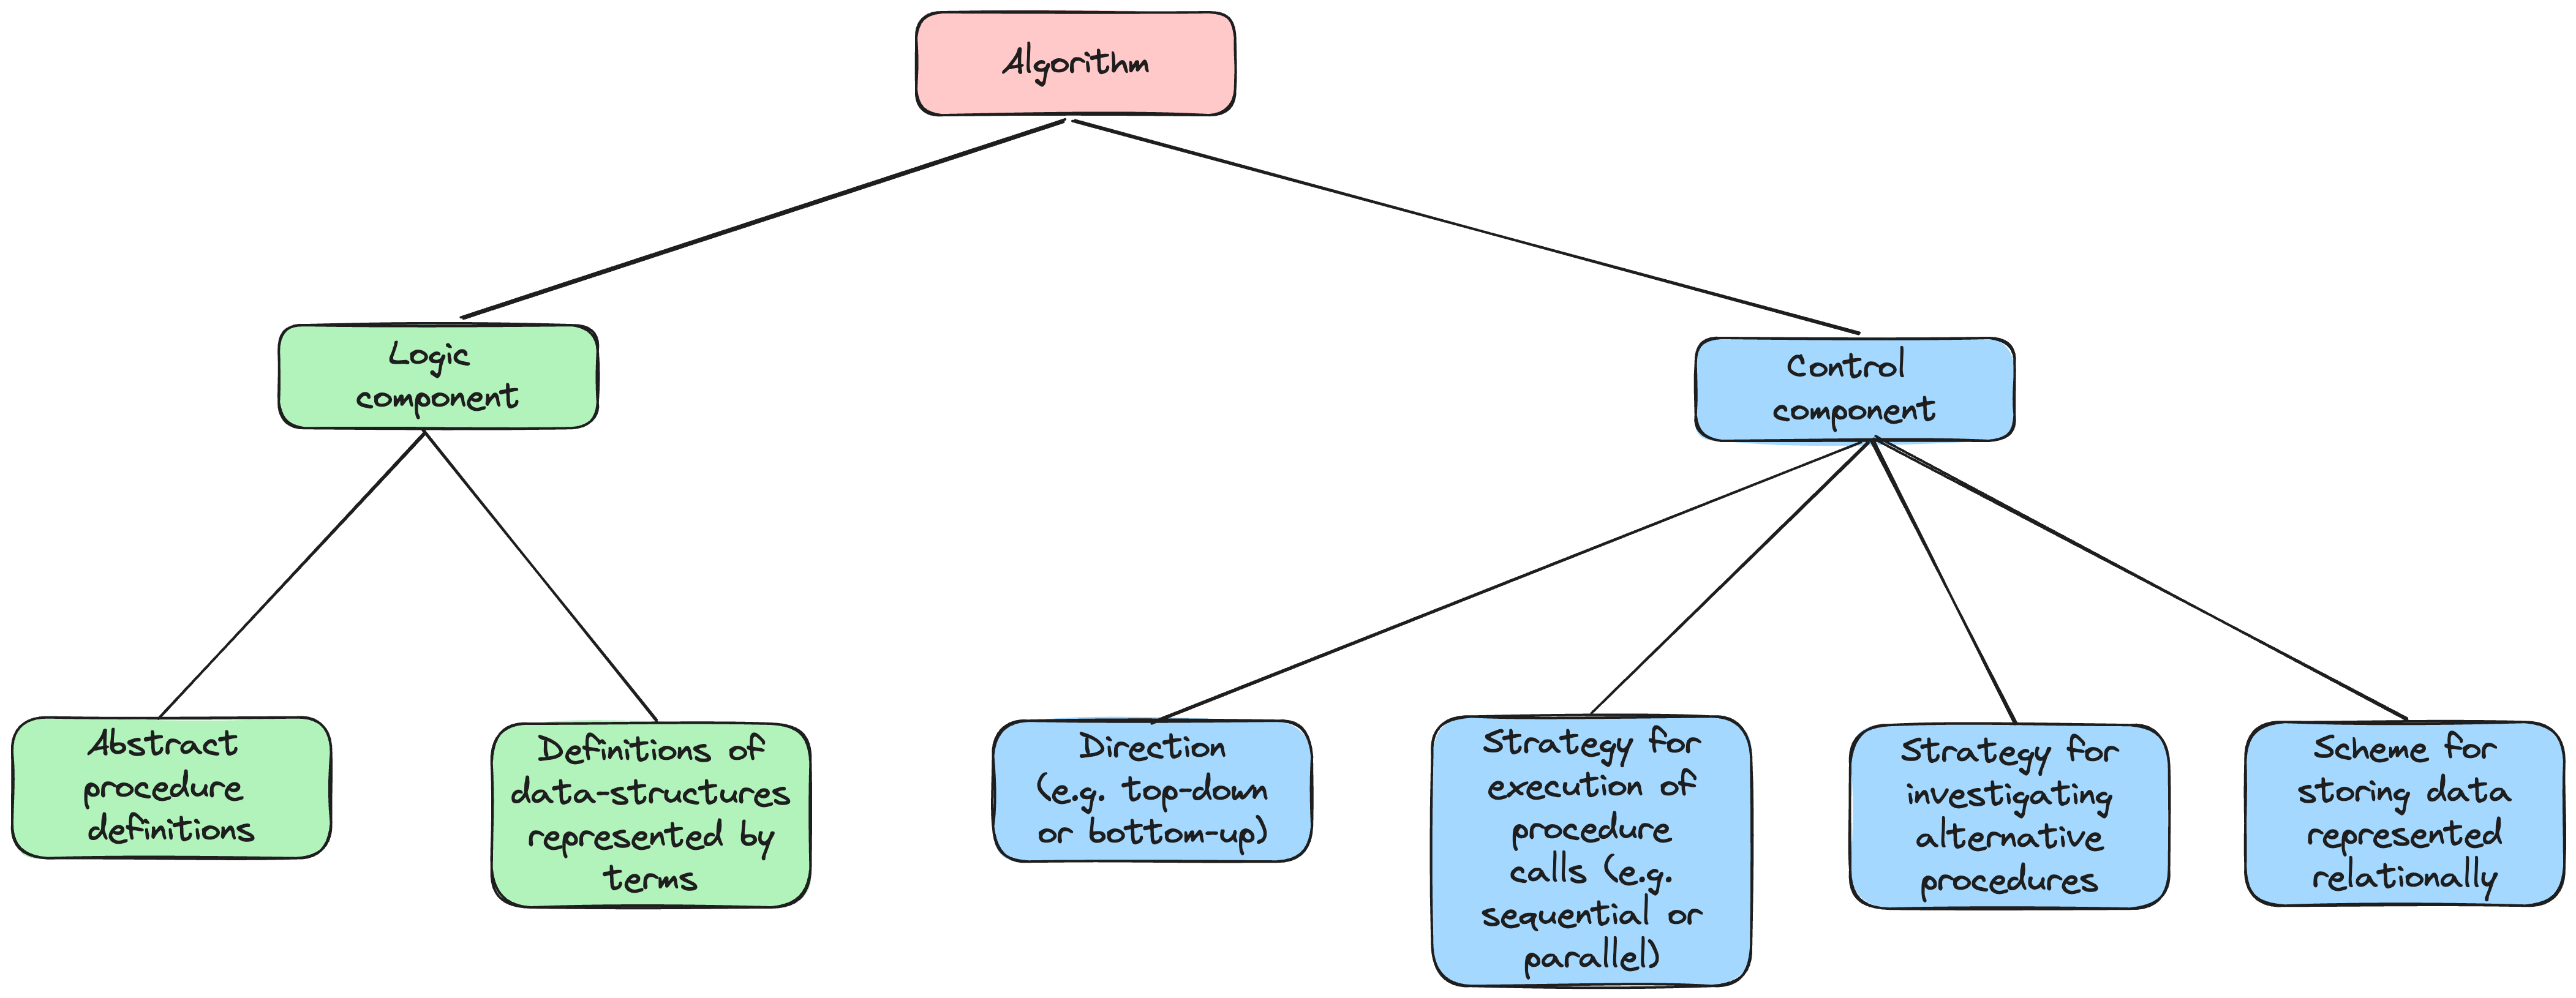 Algorithm
Logic
component
Control
component
Abstract
procedure
definitions
Definitions of
data-structures
represented by
terms
Direction
(e.g. top-down
or bottom-up)
Strategy for
execution of
procedure
calls (e.g.
sequential or
parallel)
Strategy for
investigating
alternative
procedures
Scheme for
storing data
represented
relationally